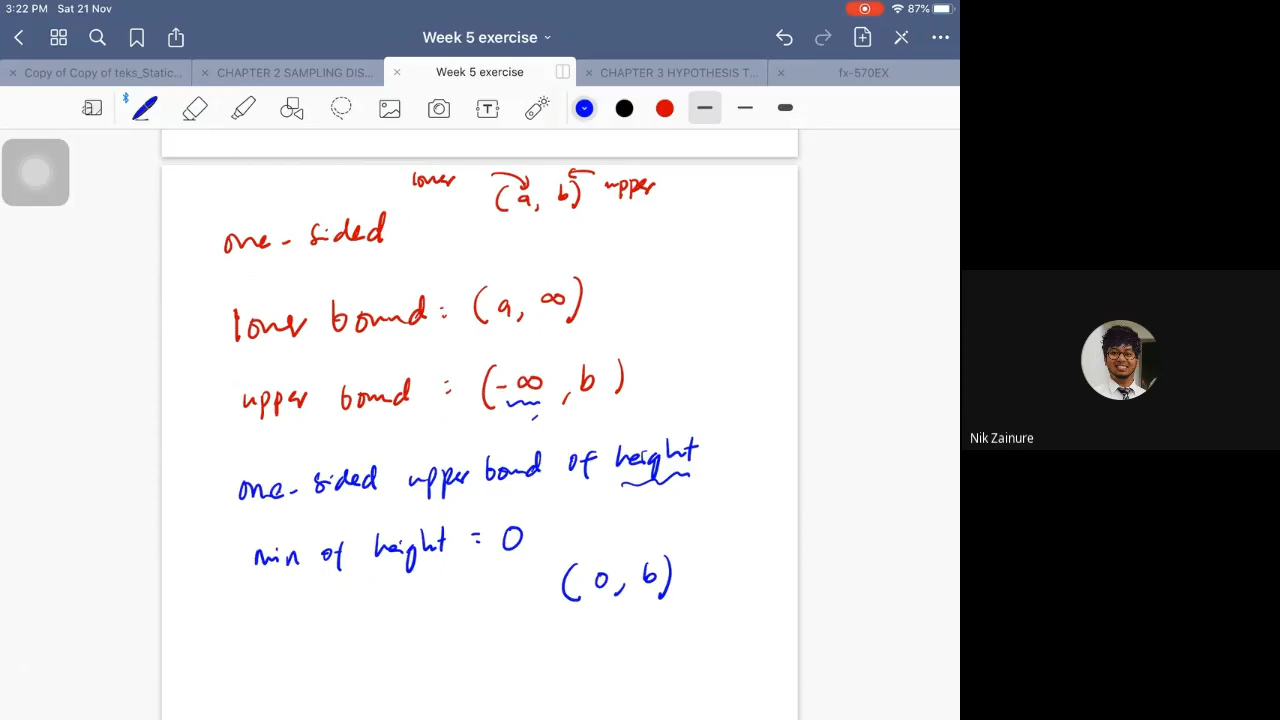 3:22 PM Sat 21 Nov
87%
Week 5 exercise
Copy of Copy of teks_Static...
CHAPTER 2 SAMPLING DIS...
Week 5 exercise
CHAPTER 3 HYPOTHESIS T...
fx-570EX
lower (a, b) upper
one-sided
lower bound: (a, ∞)
upper bound = (-∞, b)
one-sided upper bound of height
min of height = 0
(0, b)
Nik Zainure